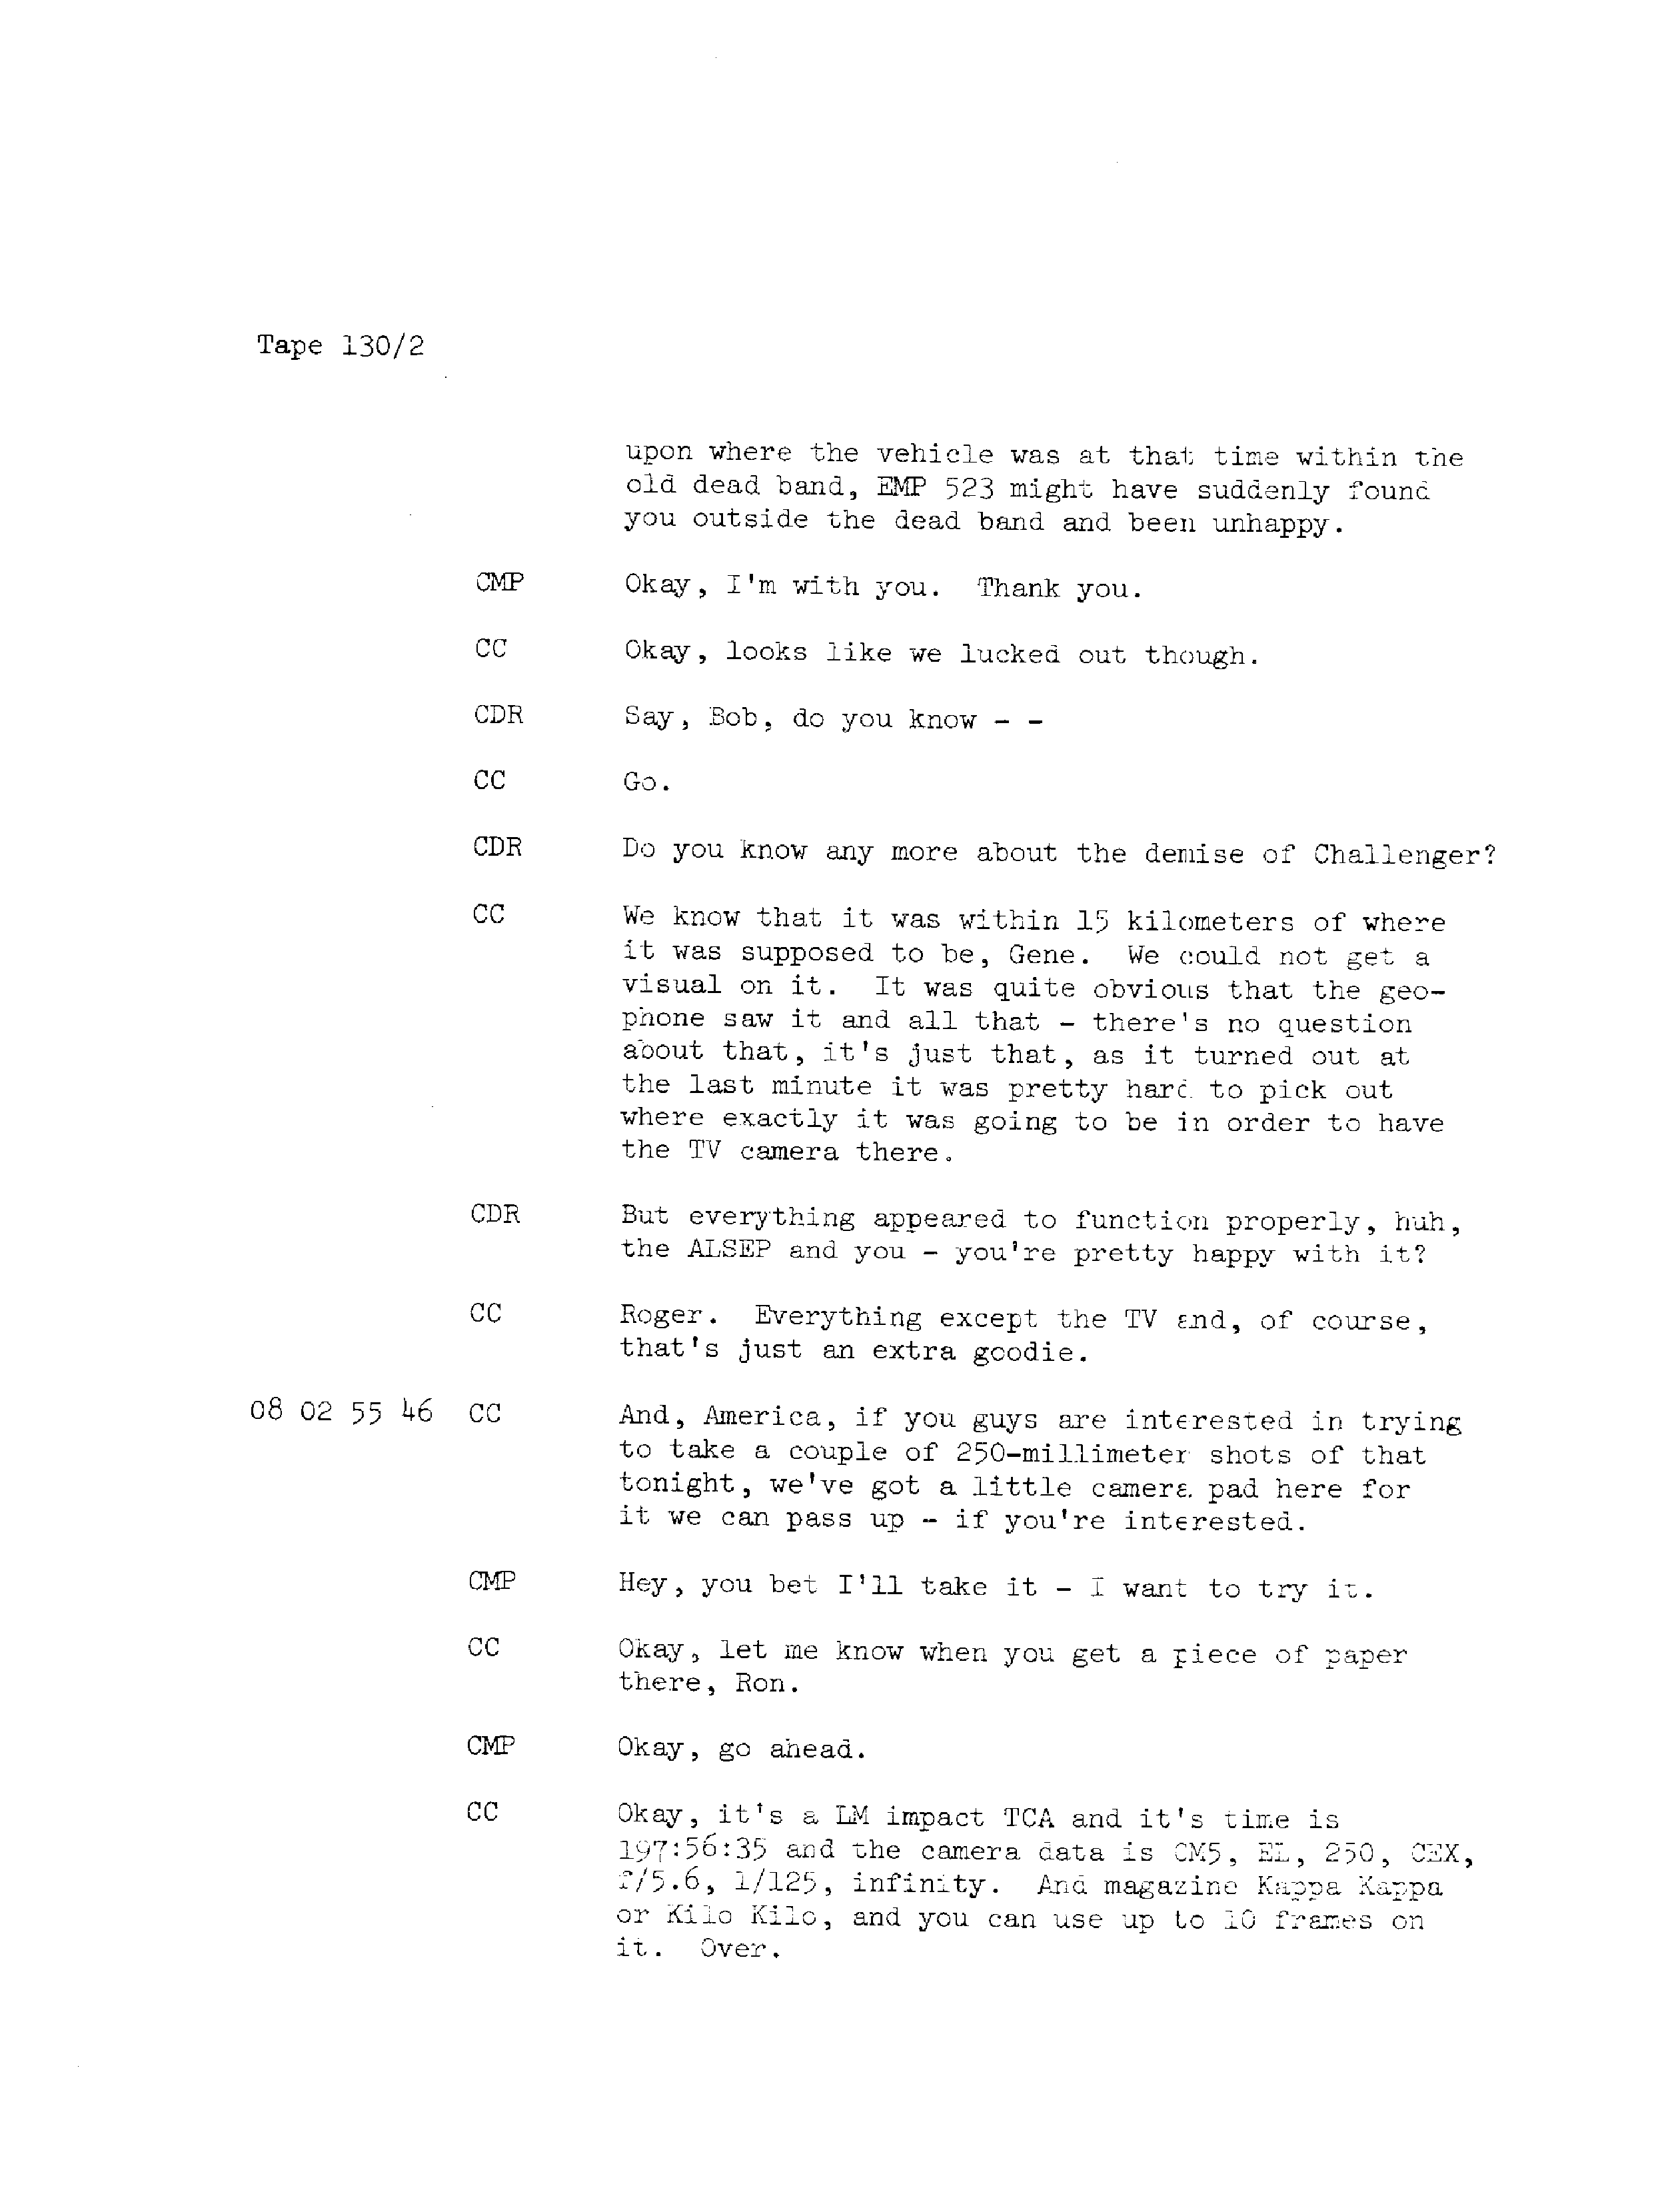 Tape 130/2
upon where the vehicle was at that time within the
old dead band, EMP 523 might have suddenly found
you outside the dead band and been unhappy.
CMP Okay, I'm with you. Thank you.
CC Okay, looks like we lucked out though.
CDR Say, Bob, do you know - -
CC Go.
CDR Do you know any more about the demise of Challenger?
CC We know that it was within 15 kilometers of where
it was supposed to be, Gene. We could not get a
visual on it. It was quite obvious that the geo-
phone saw it and all that - there's no question
about that, it's just that, as it turned out at
the last minute it was pretty hard to pick out
where exactly it was going to be in order to have
the TV camera there.
CDR But everything appeared to function properly, huh,
the ALSEP and you - you're pretty happy with it?
CC Roger. Everything except the TV and, of course,
that's just an extra goodie.
08 02 55 46 CC And, America, if you guys are interested in trying
to take a couple of 250-millimeter shots of that
tonight, we've got a little camera pad here for
it we can pass up - if you're interested.
CMP Hey, you bet I'll take it - I want to try it.
CC Okay, let me know when you get a piece of paper
there, Ron.
CMP Okay, go ahead.
CC Okay, it's a LM impact TCA and it's time is
197:56:35 and the camera data is CM5, EL, 250, CEX,
f/5.6, 1/125, infinity. And magazine Kappa Kappa
or Kilo Kilo, and you can use up to 10 frames on
it. Over.